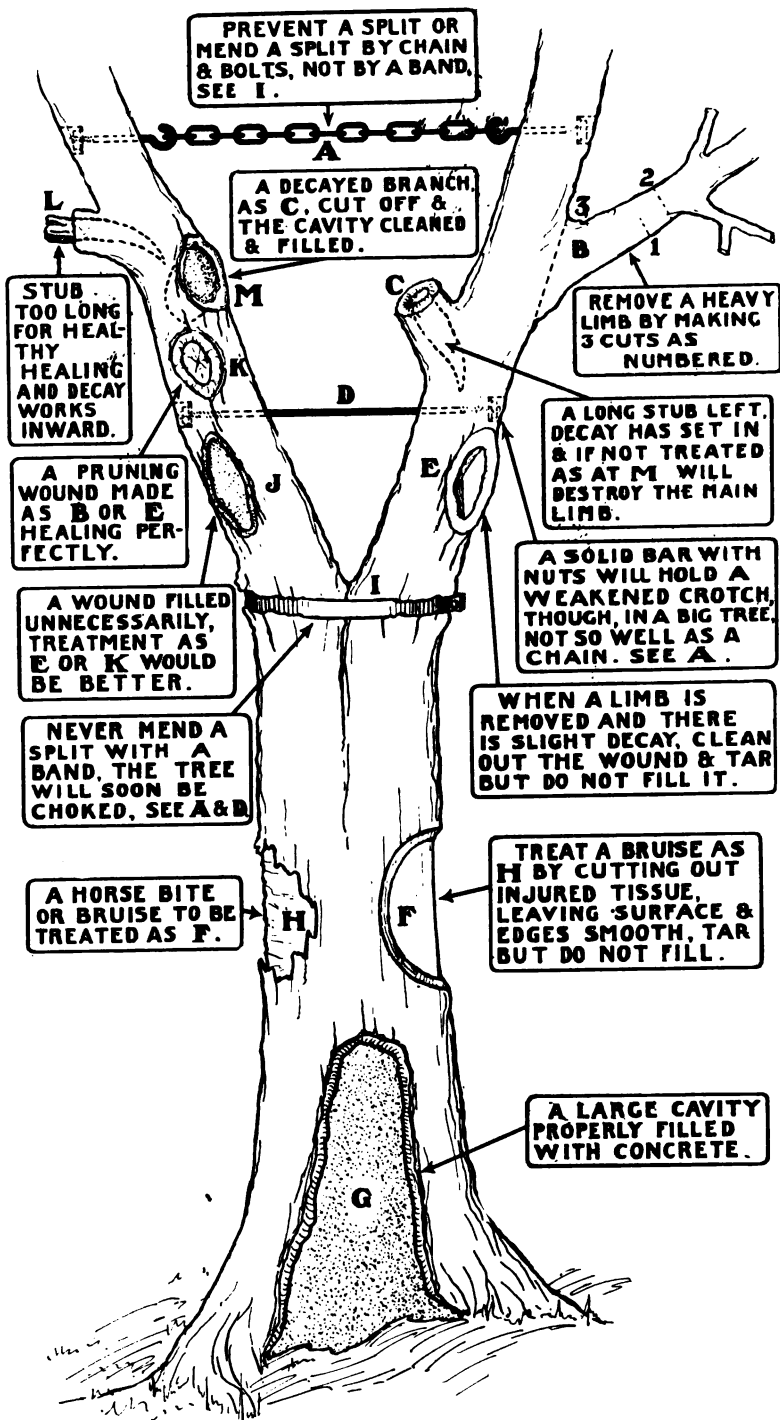 PREVENT A SPLIT OR
MEND A SPLIT BY CHAIN
& BOLTS, NOT BY A BAND,
SEE I.
A
A DECAYED BRANCH,
AS C, CUT OFF &
THE CAVITY CLEANED
& FILLED.
L
M
C
2
3
B
1
STUB
TOO LONG
FOR HEAL-
THY
HEALING
AND DECAY
WORKS
INWARD.
REMOVE A HEAVY
LIMB BY MAKING
3 CUTS AS
NUMBERED.
K
D
A LONG STUB LEFT,
DECAY HAS SET IN
& IF NOT TREATED
AS AT M WILL
DESTROY THE MAIN
LIMB.
A PRUNING
WOUND MADE
AS B OR E
HEALING PER-
FECTLY.
J
E
A SOLID BAR WITH
NUTS WILL HOLD A
WEAKENED CROTCH,
THOUGH, IN A BIG TREE,
NOT SO WELL AS A
CHAIN. SEE A.
I
A WOUND FILLED
UNNECESSARILY,
TREATMENT AS
E OR K WOULD
BE BETTER.
WHEN A LIMB IS
REMOVED AND THERE
IS SLIGHT DECAY, CLEAN
OUT THE WOUND & TAR
BUT DO NOT FILL IT.
NEVER MEND A
SPLIT WITH A
BAND, THE TREE
WILL SOON BE
CHOKED, SEE A & D
TREAT A BRUISE AS
H BY CUTTING OUT
INJURED TISSUE,
LEAVING SURFACE &
EDGES SMOOTH, TAR
BUT DO NOT FILL.
A HORSE BITE
OR BRUISE TO BE
TREATED AS F.
H
F
A LARGE CAVITY
PROPERLY FILLED
WITH CONCRETE.
G